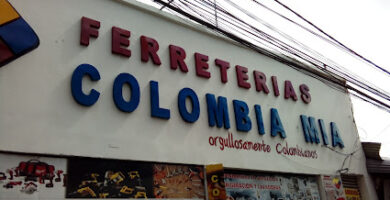 FERRETERIAS
COLOMBIA MIA
orgullosamente Colombianos